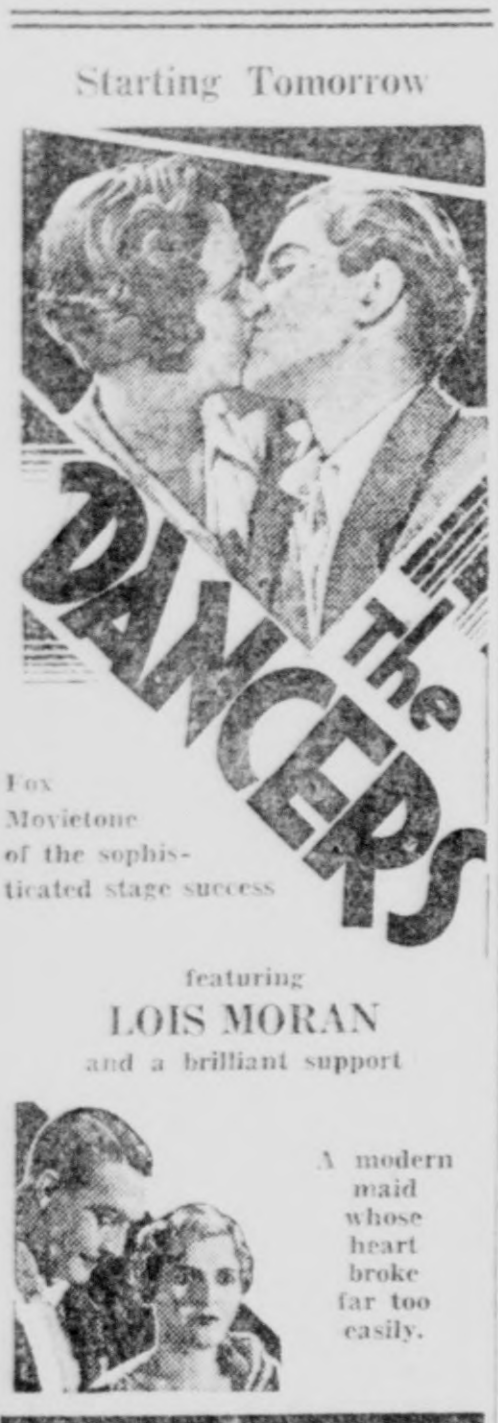 Starting Tomorrow
The
DANCERS
Fox
Movietone
of the sophis-
ticated stage success
featuring
LOIS MORAN
and a brilliant support
A modern
maid
whose
heart
broke
far too
easily.